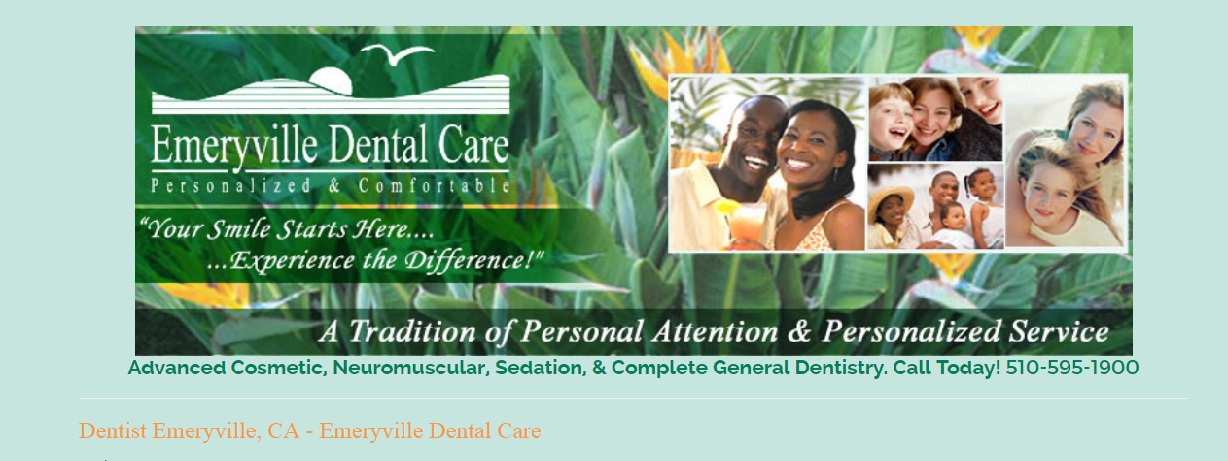 Emeryville Dental Care
Personalized & Comfortable
"Your Smile Starts Here....
...Experience the Difference!"
A Tradition of Personal Attention & Personalized Service
Advanced Cosmetic, Neuromuscular, Sedation, & Complete General Dentistry. Call Today! 510-595-1900
Dentist Emeryville, CA - Emeryville Dental Care